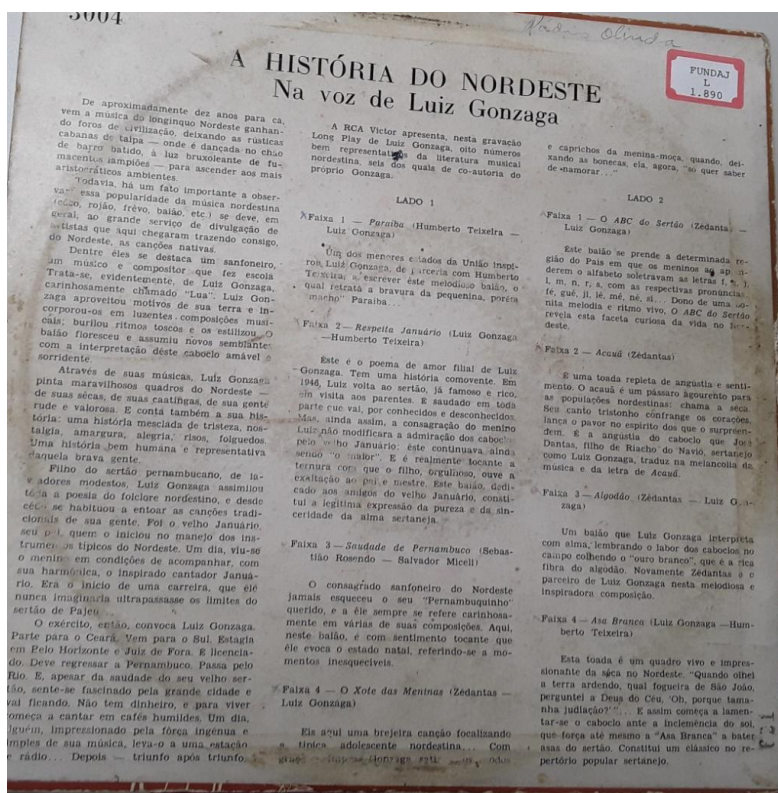 3004
Olinda
FUNDAJ
L
1.890
A HISTÓRIA DO NORDESTE
Na voz de Luiz Gonzaga
De aproximadamente dez anos para cá,
vem a música do longínquo Nordeste ganhan-
do foros de civilização, deixando as rústicas
cabanas de taipa — onde é dançada no chão
de barro batido, à luz bruxoleante de fu-
macentos lampiões — para ascender aos mais
aristocráticos ambientes.
Todavia, há um fato importante a obser-
var: essa popularidade da música nordestina
rojão, frêvo, baião, etc.) se deve, em
geral, ao grande serviço de divulgação de
artistas que aqui chegaram trazendo consigo,
do Nordeste, as canções nativas.
Dentre êles se destaca um sanfoneiro,
um músico e compositor que fêz escola
Trata-se, evidentemente, de Luiz Gonzaga,
carinhosamente chamado "Lua". Luiz Gon-
zaga aproveitou motivos de sua terra e in-
corporou-os em luzentes composições musi-
cais; burilou ritmos toscos e os estilizou. O
baião floresceu e assumiu novos semblante:
com a interpretação dêste caboclo amável e
sorridente.
Através de suas músicas, Luiz Gonzaga
pinta maravilhosos quadros do Nordeste —
de suas sêcas, de suas caatingas, de sua gente
rude e valorosa. E conta também a sua his-
tória: uma história mesclada de tristeza, nos-
talgia, amargura, alegria, risos, folguedos.
Uma história bem humana e representativa
daquela brava gente.
Filho do sertão pernambucano, de la-
vradores modestos, Luiz Gonzaga assimilou
tôda a poesia do folclore nordestino, e desde
cêdo se habituou a entoar as canções tradi-
cionais de sua gente. Foi o velho Januário,
seu pai, quem o iniciou no manejo dos ins-
trumentos típicos do Nordeste. Um dia, viu-se
o menino em condições de acompanhar, com
sua harmônica, o inspirado cantador Januá-
rio. Era o início de uma carreira, que êle
nunca imaginaria ultrapassasse os limites do
sertão de Pajeú...
O exército, então, convoca Luiz Gonzaga.
Parte para o Ceará. Vem para o Sul. Estagia
em Belo Horizonte e Juiz de Fora. É licencia-
do. Deve regressar a Pernambuco. Passa pelo
Rio. E, apesar da saudade do seu velho ser-
tão, sente-se fascinado pela grande cidade e
vai ficando. Não tem dinheiro, e para viver
começa a cantar em cafés humildes. Um dia,
alguém, impressionado pela fôrça ingênua e
simples de sua música, leva-o a uma estação
de rádio... Depois — triunfo após triunfo
A RCA Victor apresenta, nesta gravação
Long Play de Luiz Gonzaga, oito números
bem representativos da literatura musical
nordestina, seis dos quais de co-autoria do
próprio Gonzaga.
LADO 1
Faixa 1 — Paraíba (Humberto Teixeira —
Luiz Gonzaga)
Um dos menores estados da União inspi-
rou Luiz Gonzaga, de parceria com Humberto
Teixeira, a escrever êste melodioso baião, o
qual retrata a bravura da pequenina, porém
"macho" Paraíba...
Faixa 2 — Respeita Januário (Luiz Gonzaga
—Humberto Teixeira)
Êste é o poema de amor filial de Luiz
Gonzaga. Tem uma história comovente. Em
1946, Luiz volta ao sertão, já famoso e rico,
em visita aos parentes. É saudado em toda
parte que vai, por conhecidos e desconhecidos.
Mas, ainda assim, a consagração do menino
Luiz não modificara a admiração dos caboclos
pelo velho Januário; êste continuava ainda
sendo "o maior". E é realmente tocante a
ternura com que o filho, orgulhoso, ouve a
exaltação ao pai e mestre. Êste baião, dedi-
cado aos amigos do velho Januário, consti-
tui a legítima expressão da pureza e da sin-
ceridade da alma sertaneja.
Faixa 3 — Saudade de Pernambuco (Sebas-
tião Rosendo — Salvador Miceli)
O consagrado sanfoneiro do Nordeste
jamais esqueceu o seu "Pernambuquinho"
querido, e a êle sempre se refere carinhosa-
mente em várias de suas composições. Aqui,
neste baião, é com sentimento tocante que
êle evoca o estado natal, referindo-se a mo-
mentos inesquecíveis.
Faixa 4 — O Xote das Meninas (Zédantas —
Luiz Gonzaga)
Eis aqui uma brejeira canção focalizando
a típica adolescente nordestina... Com
e caprichos da menina-moça, quando, dei-
xando as bonecas, ela, agora, "só quer saber
de namorar..."
LADO 2
Faixa 1 — O ABC do Sertão (Zédantas —
Luiz Gonzaga)
Êste baião se prende a determinada re-
gião do País em que os meninos ao apren-
derem o alfabeto soletravam as letras f, g, j,
l, m, n, r, s, com as respectivas pronúncias:
fê, guê, ji, lê, mê, nê, si... Dono de uma bo-
nita melodia e ritmo vivo, O ABC do Sertão
revela esta faceta curiosa da vida no Nor-
deste.
Faixa 2 — Acauã (Zédantas)
É uma toada repleta de angústia e senti-
mento. O acauã é um pássaro agourento para
as populações nordestinas: chama a sêca.
Seu canto tristonho confrange os corações,
lança o pavor no espírito dos que o surpreen-
dem. É a angústia do caboclo que José
Dantas, filho de Riacho do Navio, sertanejo
como Luiz Gonzaga, traduz na melancolia da
música e da letra de Acauã.
Faixa 3 — Algodão (Zédantas — Luiz Gon-
zaga)
Um baião que Luiz Gonzaga interpreta
com alma, lembrando o labor dos caboclos no
campo colhendo o "ouro branco", que é a rica
fibra do algodão. Novamente Zédantas é o
parceiro de Luiz Gonzaga nesta melodiosa e
inspiradora composição.
Faixa 4 — Asa Branca (Luiz Gonzaga —Hum-
berto Teixeira)
Esta toada é um quadro vivo e impres-
sionante da sêca no Nordeste. "Quando olhei
a terra ardendo, qual fogueira de São João,
perguntei a Deus do Céu, 'Oh, porque tama-
nha judiação?'"... E assim começa a lamen-
tar-se o caboclo ante a inclemência do sol,
que força até mesmo a "Asa Branca" a bater
asas do sertão. Constitui um clássico no re-
pertório popular sertanejo.